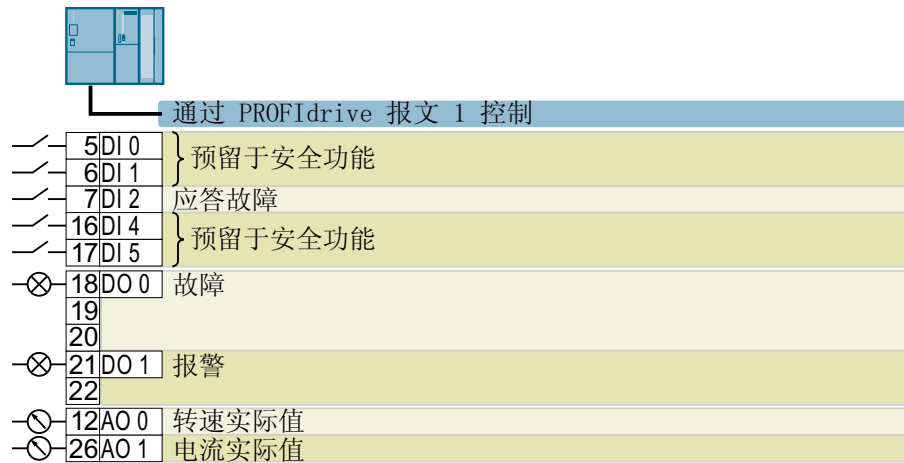 通过 PROFIdrive 报文 1 控制
5 DI 0
预留于安全功能
6 DI 1
7 DI 2 应答故障
16 DI 4
预留于安全功能
17 DI 5
18 DO 0 故障
19
20
21 DO 1 报警
22
12 AO 0 转速实际值
26 AO 1 电流实际值